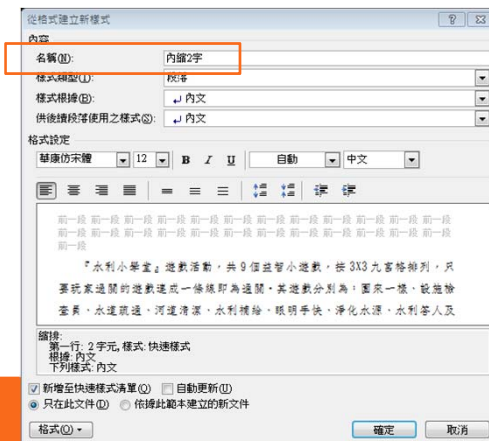 從格式建立新樣式
內容
名稱(N): 內縮2字
樣式類型(T): 段落
樣式根據(B): 內文
供後續段落使用之樣式(S): 內文
格式設定
華康仿宋體 12 B I U 自動 中文
前一段 前一段 前一段 前一段 前一段 前一段 前一段 前一段 前一段 前一段 前一段
前一段 前一段 前一段 前一段 前一段 前一段 前一段 前一段 前一段 前一段 前一段
前一段
『水利小學堂』遊戲活動，共9個益智小遊戲，按3X3九宮格排列，只
要玩家過關的遊戲達成一條線即為過關。其遊戲分別為：團來一樣、設施檢
查員、水道疏通、河道清潔、水利補給、眼明手快、淨化水源、水利答人及
縮排:
第一行: 2 字元, 樣式: 快速樣式
根據: 內文
下列樣式: 內文
新增至快速樣式清單(Q) 自動更新(U)
只在此文件(D) 依據此範本建立的新文件
格式(O) 確定 取消